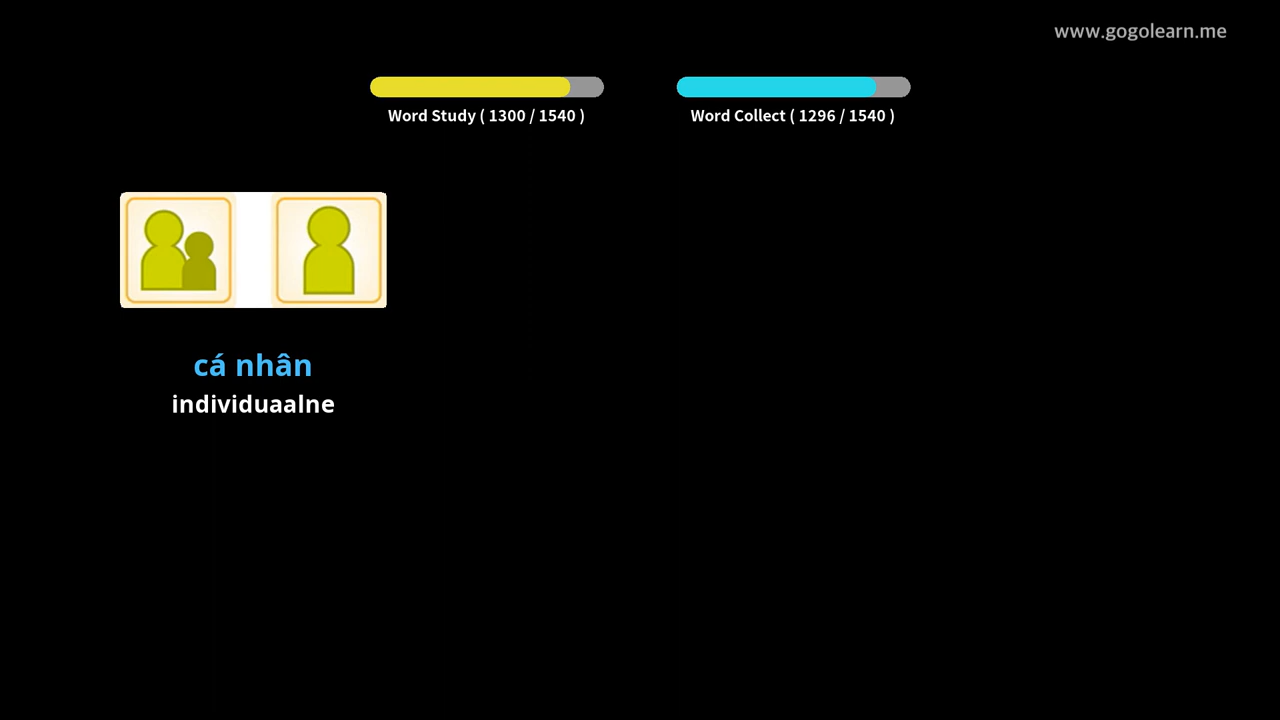 www.gogolearn.me
Word Study ( 1300 / 1540 )
Word Collect ( 1296 / 1540 )
cá nhân
individuaalne